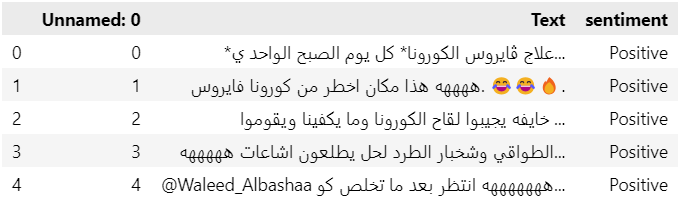 Unnamed: 0 Text sentiment
0 0 علاج ڤايروس الكورونا* كل يوم الصبح الواحد ي*... Positive
1 1 .هههه هذا مكان اخطر من كورونا فايروس 😂😂🔥. Positive
2 2 خايفه يجيبوا لقاح الكورونا وما يكفينا ويقوموا ... Positive
3 3 الطواقي وشخبار الطرد لحل يطلعون اشاعات ههههههه... Positive
4 4 @Waleed_Albashaa هههههههه انتظر بعد ما تخلص كو... Positive